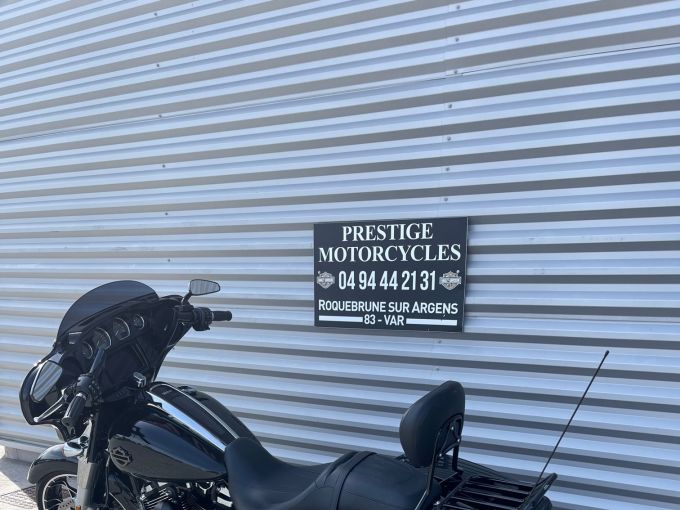 PRESTIGE
MOTORCYCLES
04 94 44 21 31
ROQUEBRUNE SUR ARGENS
83 - VAR